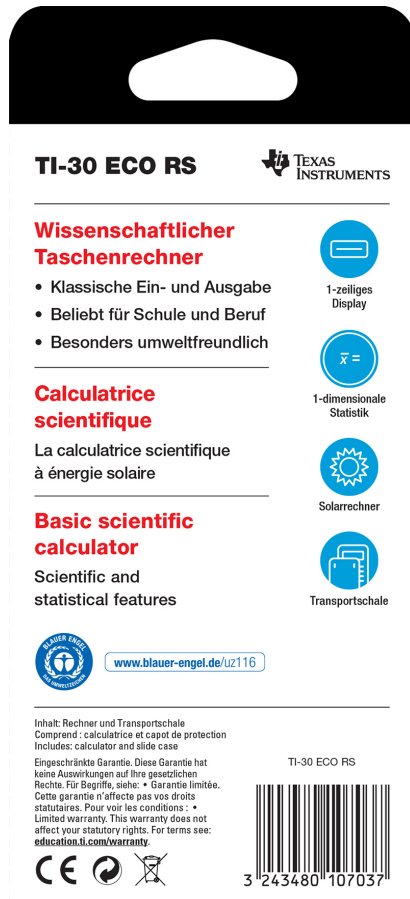 TI-30 ECO RS
TEXAS
INSTRUMENTS
Wissenschaftlicher
Taschenrechner
• Klassische Ein- und Ausgabe
• Beliebt für Schule und Beruf
• Besonders umweltfreundlich
Calculatrice
scientifique
La calculatrice scientifique
à énergie solaire
Basic scientific
calculator
Scientific and
statistical features
1-zeiliges
Display
x̅ =
1-dimensionale
Statistik
Solarrechner
Transportschale
BLAUER ENGEL
DAS UMWELTZEICHEN
www.blauer-engel.de/uz116
Inhalt: Rechner und Transportschale
Comprend : calculatrice et capot de protection
Includes: calculator and slide case
Eingeschränkte Garantie. Diese Garantie hat
keine Auswirkungen auf Ihre gesetzlichen
Rechte. Für Begriffe, siehe: • Garantie limitée.
Cette garantie n'affecte pas vos droits
statutaires. Pour voir les conditions : •
Limited warranty. This warranty does not
affect your statutory rights. For terms see:
education.ti.com/warranty.
CE
TI-30 ECO RS
3 243480 107037